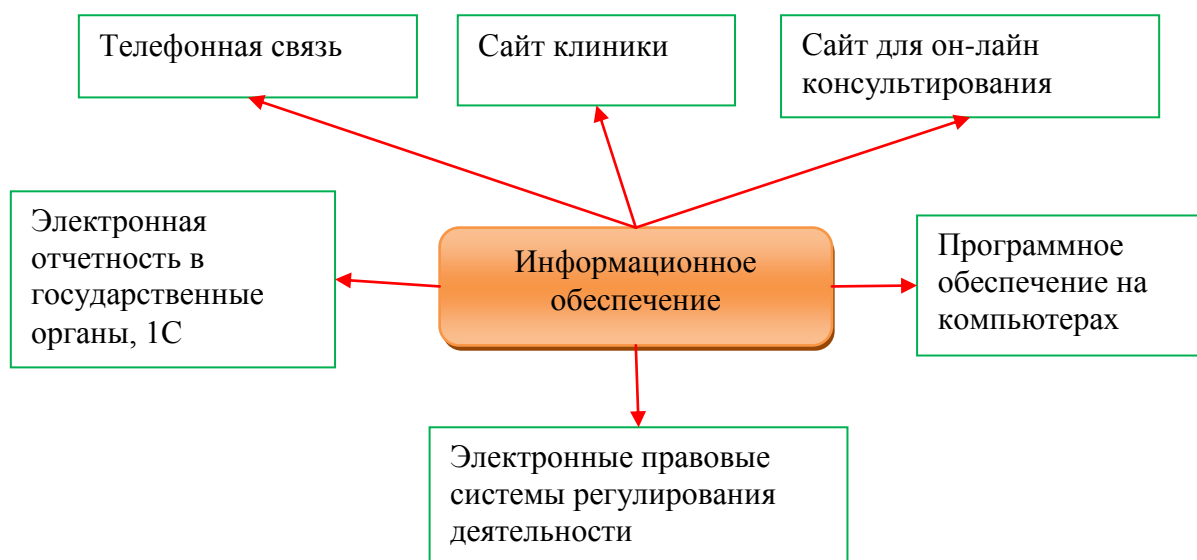 Телефонная связь
Сайт клиники
Сайт для он-лайн
консультирования
Электронная
отчетность в
государственные
органы, 1С
Информационное
обеспечение
Программное
обеспечение на
компьютерах
Электронные правовые
системы регулирования
деятельности